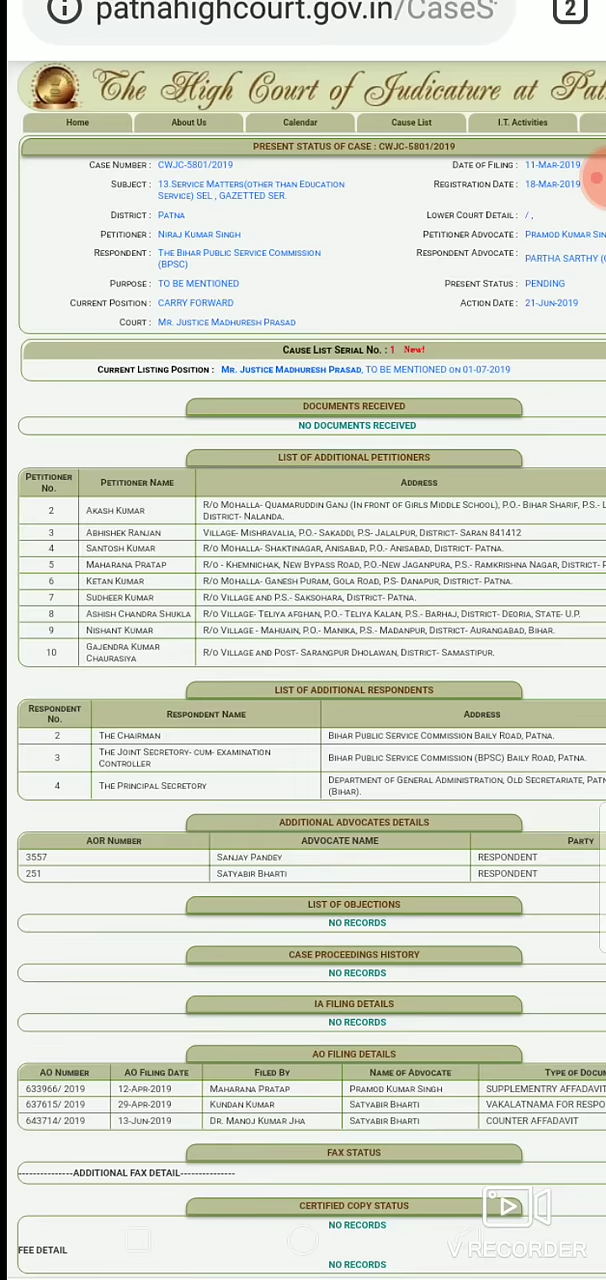 patnahighcourt.gov.in/CaseS
2
The High Court of Judicature at Pat
Home About Us Calendar Cause List I.T. Activities
PRESENT STATUS OF CASE : CWJC-5801/2019
CASE NUMBER : CWJC-5801/2019 DATE OF FILING : 11-MAR-2019
SUBJECT : 13.SERVICE MATTERS(OTHER THAN EDUCATION REGISTRATION DATE : 18-MAR-2019
SERVICE) SEL , GAZETTED SER.
DISTRICT : PATNA LOWER COURT DETAIL : / ,
PETITIONER : NIRAJ KUMAR SINGH PETITIONER ADVOCATE : PRAMOD KUMAR SIN
RESPONDENT : THE BIHAR PUBLIC SERVICE COMMISSION RESPONDENT ADVOCATE : PARTHA SARTHY (
(BPSC)
PURPOSE : TO BE MENTIONED PRESENT STATUS : PENDING
CURRENT POSITION : CARRY FORWARD ACTION DATE : 21-JUN-2019
COURT : MR. JUSTICE MADHURESH PRASAD
CAUSE LIST SERIAL NO. : 1 New!
CURRENT LISTING POSITION : MR. JUSTICE MADHURESH PRASAD, TO BE MENTIONED ON 01-07-2019
DOCUMENTS RECEIVED
NO DOCUMENTS RECEIVED
LIST OF ADDITIONAL PETITIONERS
PETITIONER NO. PETITIONER NAME ADDRESS
2 AKASH KUMAR R/O MOHALLA- QUAMARUDDIN GANJ (IN FRONT OF GIRLS MIDDLE SCHOOL), P.O.- BIHAR SHARIF, P.S.- L
DISTRICT- NALANDA.
3 ABHISHEK RANJAN VILLAGE- MISHRAVALIA, P.O.- SAKADDI, P.S- JALALPUR, DISTRICT- SARAN 841412
4 SANTOSH KUMAR R/O MOHALLA- SHAKTINAGAR, ANISABAD, P.O.- ANISABAD, DISTRICT- PATNA.
5 MAHARANA PRATAP R/O - KHEMNICHAK, NEW BYPASS ROAD, P.O.-NEW JAGANPURA, P.S.- RAMKRISHNA NAGAR, DISTRICT- P
6 KETAN KUMAR R/O MOHALLA- GANESH PURAM, GOLA ROAD, P.S- DANAPUR, DISTRICT- PATNA.
7 SUDHEER KUMAR R/O VILLAGE AND P.S.- SAKSOHARA, DISTRICT- PATNA.
8 ASHISH CHANDRA SHUKLA R/O VILLAGE- TELIYA AFGHAN, P.O.- TELIYA KALAN, P.S.- BARHAJ, DISTRICT- DEORIA, STATE- U.P.
9 NISHANT KUMAR R/O VILLAGE - MAHUAIN, P.O.- MANIKA, P.S.- MADANPUR, DISTRICT- AURANGABAD, BIHAR.
10 GAJENDRA KUMAR CHAURASIYA R/O VILLAGE AND POST- SARANGPUR DHOLAWAN, DISTRICT- SAMASTIPUR.
LIST OF ADDITIONAL RESPONDENTS
RESPONDENT NO. RESPONDENT NAME ADDRESS
2 THE CHAIRMAN BIHAR PUBLIC SERVICE COMMISSION BAILY ROAD, PATNA.
3 THE JOINT SECRETARY- CUM- EXAMINATION CONTROLLER BIHAR PUBLIC SERVICE COMMISSION (BPSC) BAILY ROAD, PATNA.
4 THE PRINCIPAL SECRETARY DEPARTMENT OF GENERAL ADMINISTRATION, OLD SECRETARIATE, PATN
(BIHAR).
ADDITIONAL ADVOCATES DETAILS
AOR NUMBER ADVOCATE NAME PARTY
3557 SANJAY PANDEY RESPONDENT
251 SATYABIR BHARTI RESPONDENT
LIST OF OBJECTIONS
NO RECORDS
CASE PROCEEDINGS HISTORY
NO RECORDS
IA FILING DETAILS
NO RECORDS
AO FILING DETAILS
AO NUMBER AO FILING DATE FILED BY NAME OF ADVOCATE TYPE OF DOCUM
633966/ 2019 12-APR-2019 MAHARANA PRATAP PRAMOD KUMAR SINGH SUPPLEMENTRY AFFADAVIT
637615/ 2019 29-APR-2019 KUNDAN KUMAR SATYABIR BHARTI VAKALATNAMA FOR RESPO
643714/ 2019 13-JUN-2019 DR. MANOJ KUMAR JHA SATYABIR BHARTI COUNTER AFFADAVIT
FAX STATUS
---------------ADDITIONAL FAX DETAIL---------------
CERTIFIED COPY STATUS
NO RECORDS
FEE DETAIL
NO RECORDS
V RECORDER